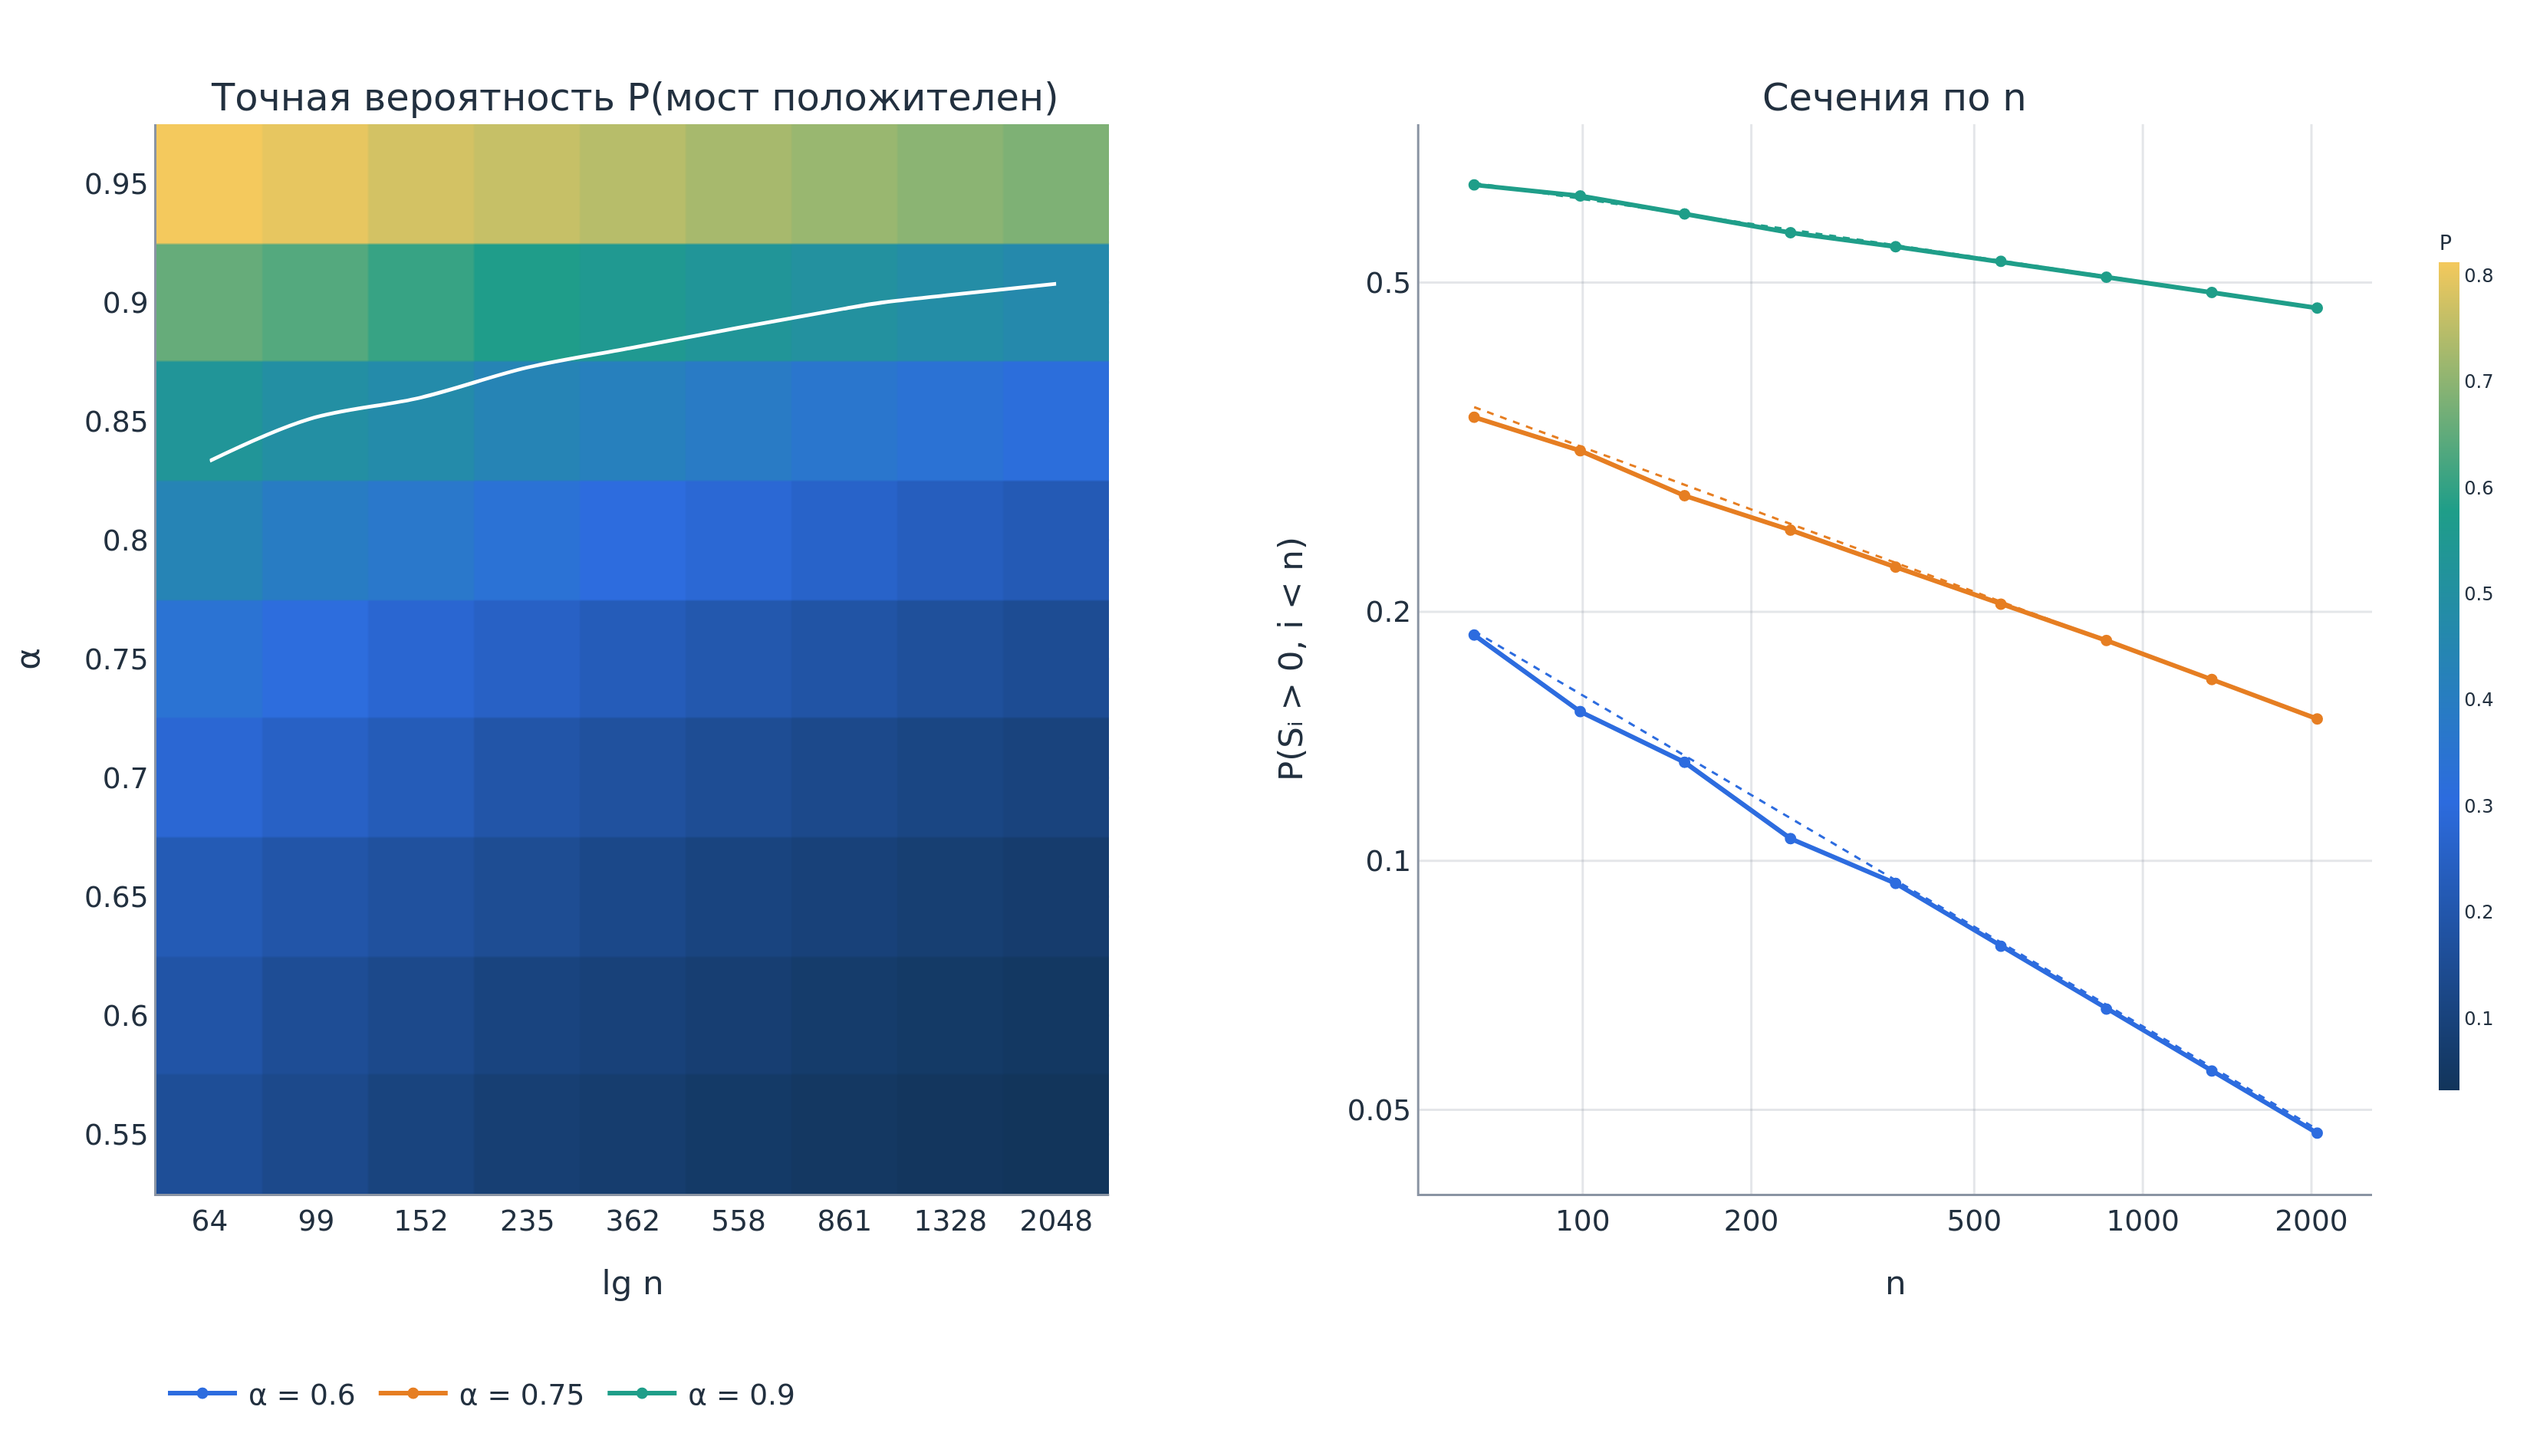 Точная вероятность P(мост положителен)
α
0.95
0.9
0.85
0.8
0.75
0.7
0.65
0.6
0.55
64 99 152 235 362 558 861 1328 2048
lg n
Сечения по n
P(Sᵢ > 0, i < n)
0.5
0.2
0.1
0.05
100 200 500 1000 2000
n
P
0.8
0.7
0.6
0.5
0.4
0.3
0.2
0.1
α = 0.6 α = 0.75 α = 0.9